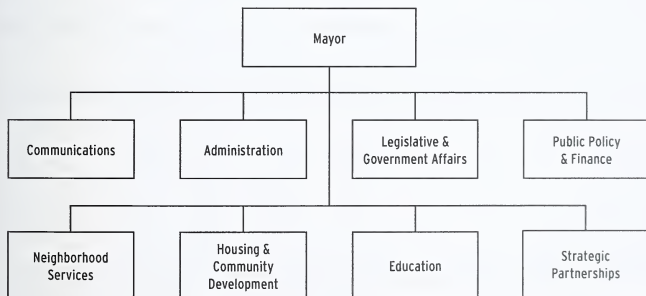 Mayor
Communications
Administration
Legislative &
Government Affairs
Public Policy
& Finance
Neighborhood
Services
Housing &
Community
Development
Education
Strategic
Partnerships